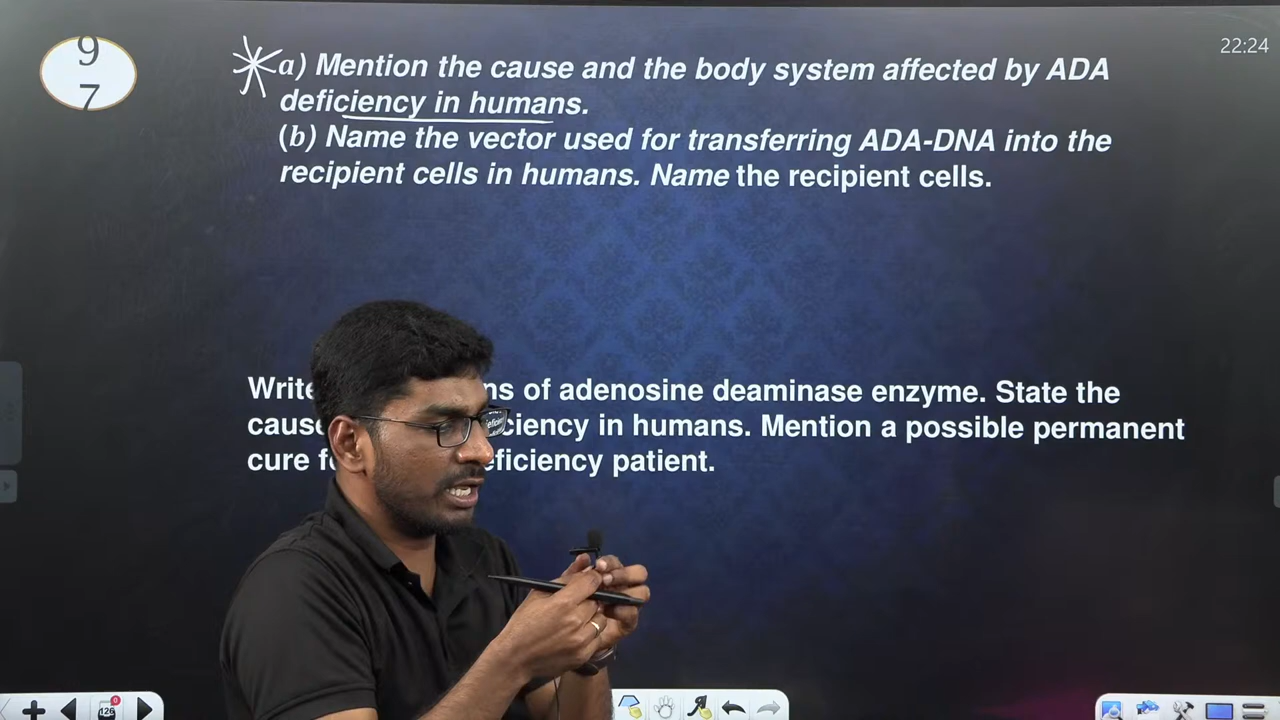 9
7
a) Mention the cause and the body system affected by ADA
deficiency in humans.
(b) Name the vector used for transferring ADA-DNA into the
recipient cells in humans. Name the recipient cells.
22:24
Write ns of adenosine deaminase enzyme. State the
cause ciency in humans. Mention a possible permanent
cure eficiency patient.
126